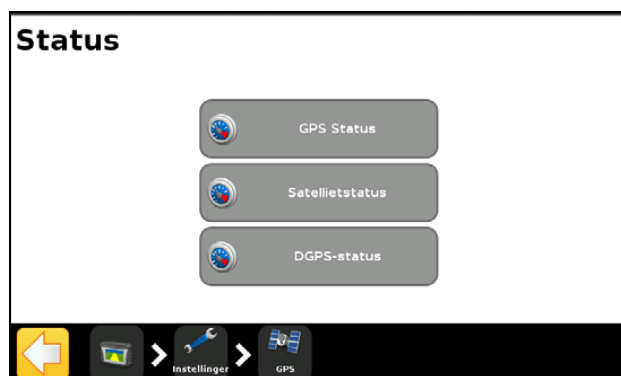 Status
GPS Status
Satellietstatus
DGPS-status
Instellinger
GPS